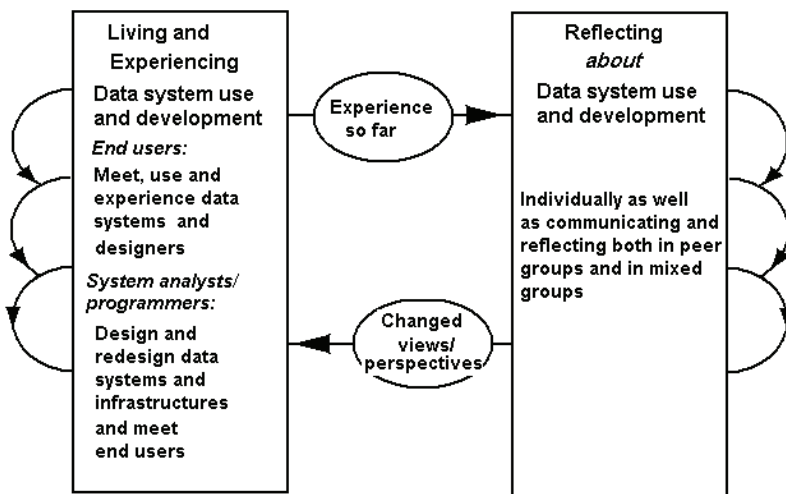 Living and
Experiencing
Data system use
and development
End users:
Meet, use and
experience data
systems and
designers
System analysts/
programmers:
Design and
redesign data
systems and
infrastructures
and meet
end users
Experience
so far
Changed
views/
perspectives
Reflecting
about
Data system use
and development
Individually as well
as communicating and
reflecting both in peer
groups and in mixed
groups